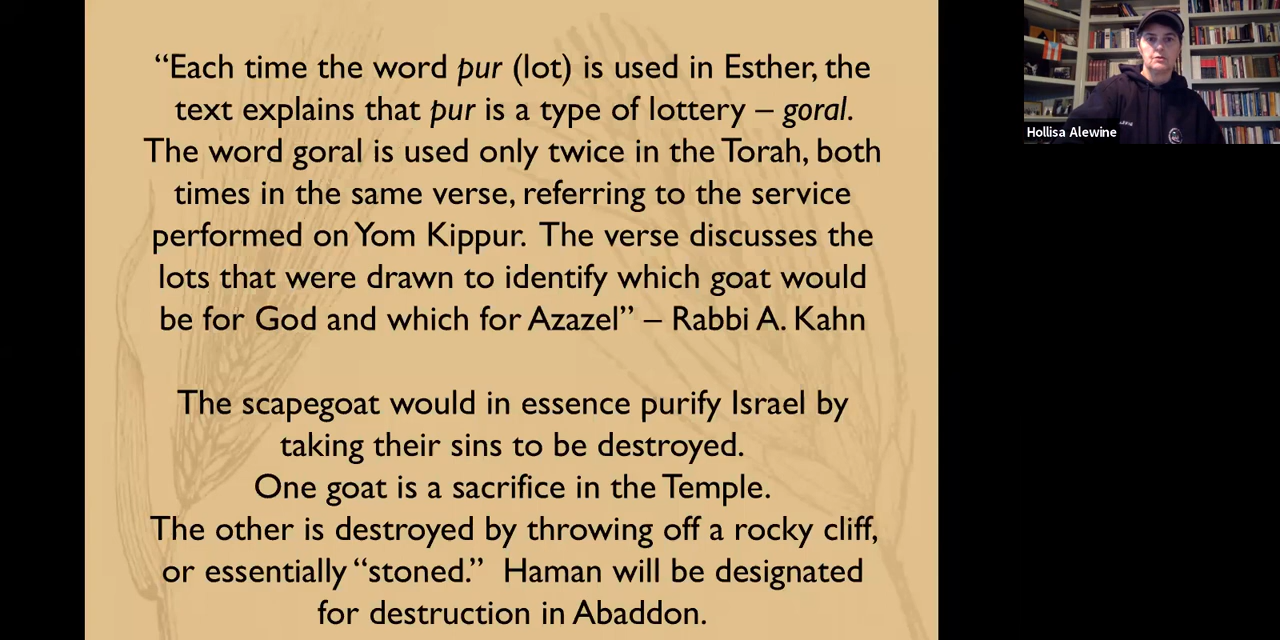 “Each time the word pur (lot) is used in Esther, the
text explains that pur is a type of lottery – goral.
The word goral is used only twice in the Torah, both
times in the same verse, referring to the service
performed on Yom Kippur.  The verse discusses the
lots that were drawn to identify which goat would
be for God and which for Azazel” – Rabbi A. Kahn
The scapegoat would in essence purify Israel by
taking their sins to be destroyed.
One goat is a sacrifice in the Temple.
The other is destroyed by throwing off a rocky cliff,
or essentially “stoned.”  Haman will be designated
for destruction in Abaddon.
Hollisa Alewine